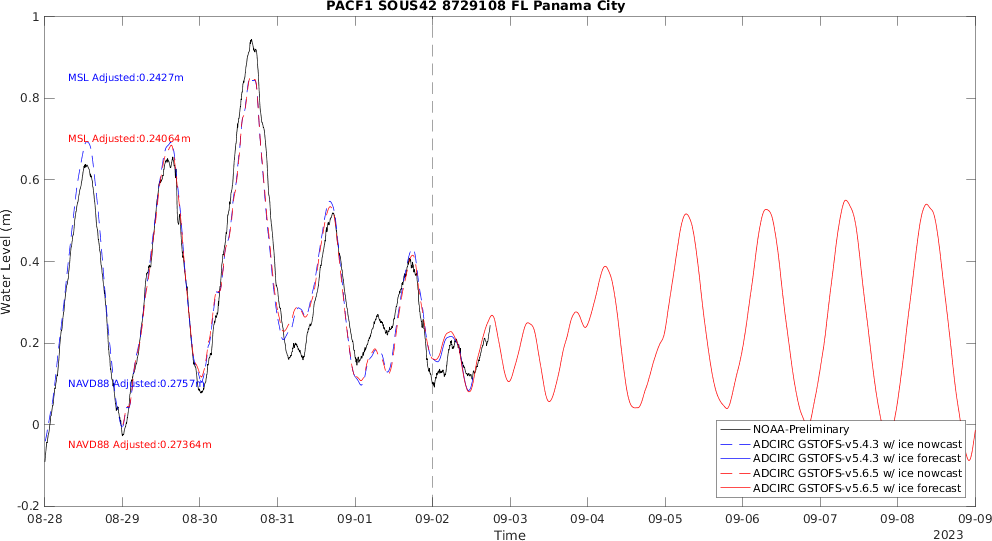 PACF1 SOUS42 8729108 FL Panama City
Water Level (m)
1
0.8
0.6
0.4
0.2
0
-0.2
MSL Adjusted:0.2427m
MSL Adjusted:0.24064m
NAVD88 Adjusted:0.2757m
NAVD88 Adjusted:0.27364m
NOAA-Preliminary
ADCIRC GSTOFS-v5.4.3 w/ ice nowcast
ADCIRC GSTOFS-v5.4.3 w/ ice forecast
ADCIRC GSTOFS-v5.6.5 w/ ice nowcast
ADCIRC GSTOFS-v5.6.5 w/ ice forecast
08-28 08-29 08-30 08-31 09-01 09-02 09-03 09-04 09-05 09-06 09-07 09-08 09-09
Time
2023